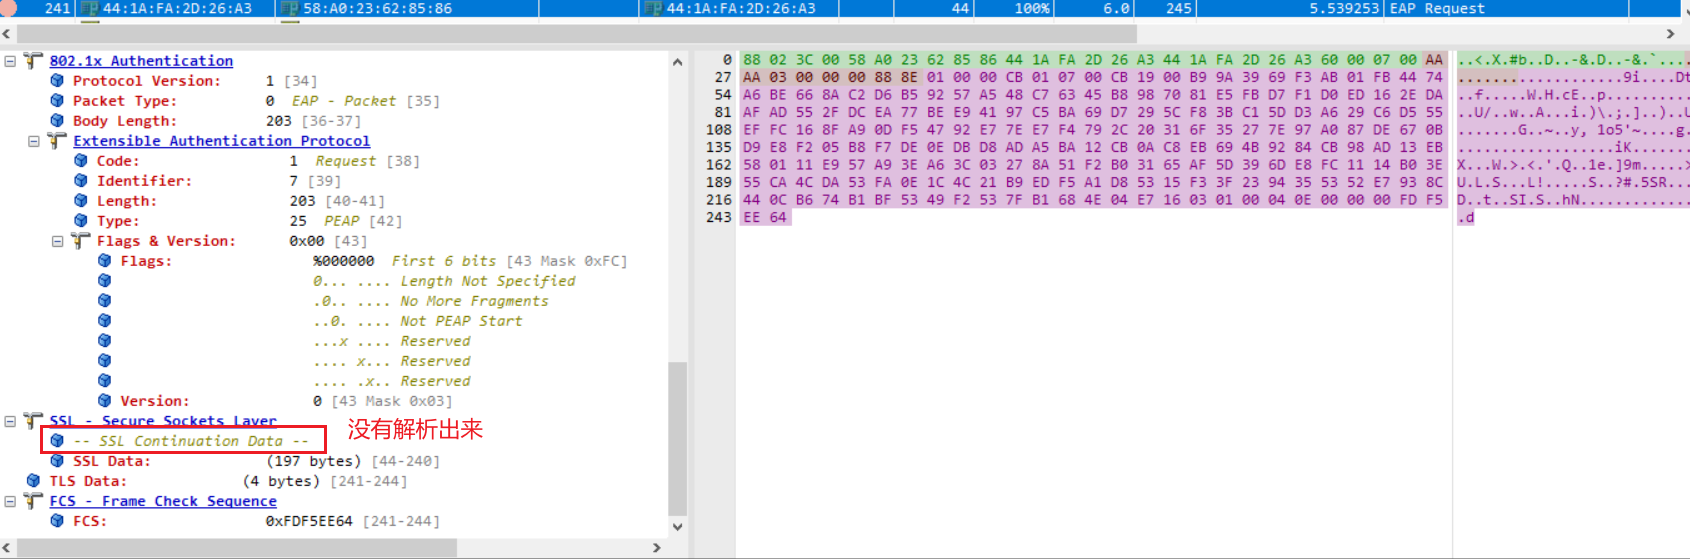 241 44:1A:FA:2D:26:A3 58:A0:23:62:85:86 44:1A:FA:2D:26:A3 44 100% 6.0 245 5.539253 EAP Request
802.1x Authentication
Protocol Version: 1 [34]
Packet Type: 0 EAP - Packet [35]
Body Length: 203 [36-37]
Extensible Authentication Protocol
Code: 1 Request [38]
Identifier: 7 [39]
Length: 203 [40-41]
Type: 25 PEAP [42]
Flags & Version: 0x00 [43]
Flags: %000000 First 6 bits [43 Mask 0xFC]
0... .... Length Not Specified
.0.. .... No More Fragments
..0. .... Not PEAP Start
...x .... Reserved
.... x... Reserved
.... .x.. Reserved
Version: 0 [43 Mask 0x03]
SSL - Secure Sockets Layer
-- SSL Continuation Data --
没有解析出来
SSL Data: (197 bytes) [44-240]
TLS Data: (4 bytes) [241-244]
FCS - Frame Check Sequence
FCS: 0xFDF5EE64 [241-244]
0 88 02 3C 00 58 A0 23 62 85 86 44 1A FA 2D 26 A3 44 1A FA 2D 26 A3 60 00 07 00 AA ..<.X.#b..D..-&.D..-&.`....
27 AA 03 00 00 00 88 8E 01 00 00 CB 01 07 00 CB 19 00 B9 9A 39 69 F3 AB 01 FB 44 74 ...................9i....Dt
54 A6 BE 66 8A C2 D6 B5 92 57 A5 48 C7 63 45 B8 98 70 81 E5 FB D7 F1 D0 ED 16 2E DA ..f.....W.H.cE..p..........
81 AF AD 55 2F DC EA 77 BE E9 41 97 C5 BA 69 D7 29 5C F8 3B C1 5D D3 A6 29 C6 D5 55 ..U/..w..A...i.)\.;.]..)..U
108 EF FC 16 8F A9 0D F5 47 92 E7 7E E7 F4 79 2C 20 31 6F 35 27 7E 97 A0 87 DE 67 0B .......G..~..y, 1o5'~....g.
135 D9 E8 F2 05 B8 F7 DE 0E DB D8 AD A5 BA 12 CB 0A C8 EB 69 4B 92 84 CB 98 AD 13 EB ..................iK.......
162 58 01 11 E9 57 A9 3E A6 3C 03 27 8A 51 F2 B0 31 65 AF 5D 39 6D E8 FC 11 14 B0 3E X...W.>.<.'.Q..1e.]9m.....>
189 55 CA 4C DA 53 FA 0E 1C 4C 21 B9 ED F5 A1 D8 53 15 F3 3F 23 94 35 53 52 E7 93 8C U.L.S...L!.....S..?#.5SR...
216 44 0C B6 74 B1 BF 53 49 F2 53 7F B1 68 4E 04 E7 16 03 01 00 04 0E 00 00 00 FD F5 D..t..SI.S..hN.............
243 EE 64 .d